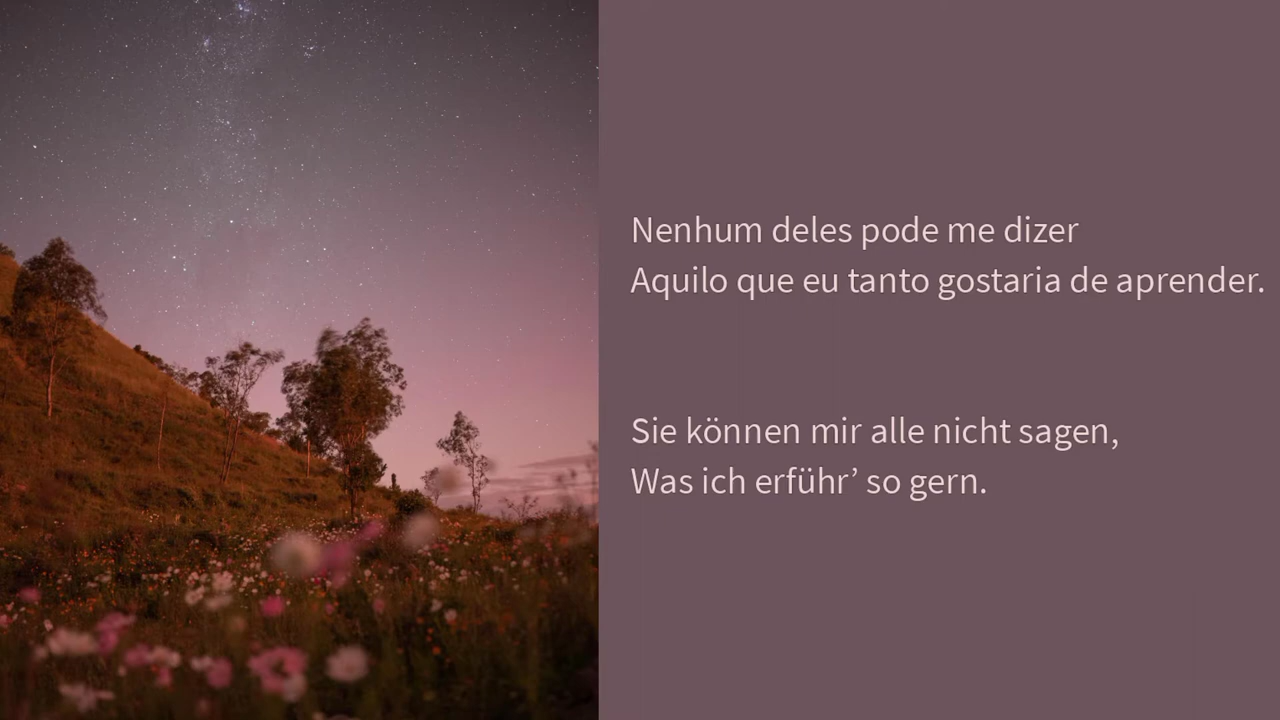 Nenhum deles pode me dizer
Aquilo que eu tanto gostaria de aprender.
Sie können mir alle nicht sagen,
Was ich erführ’ so gern.